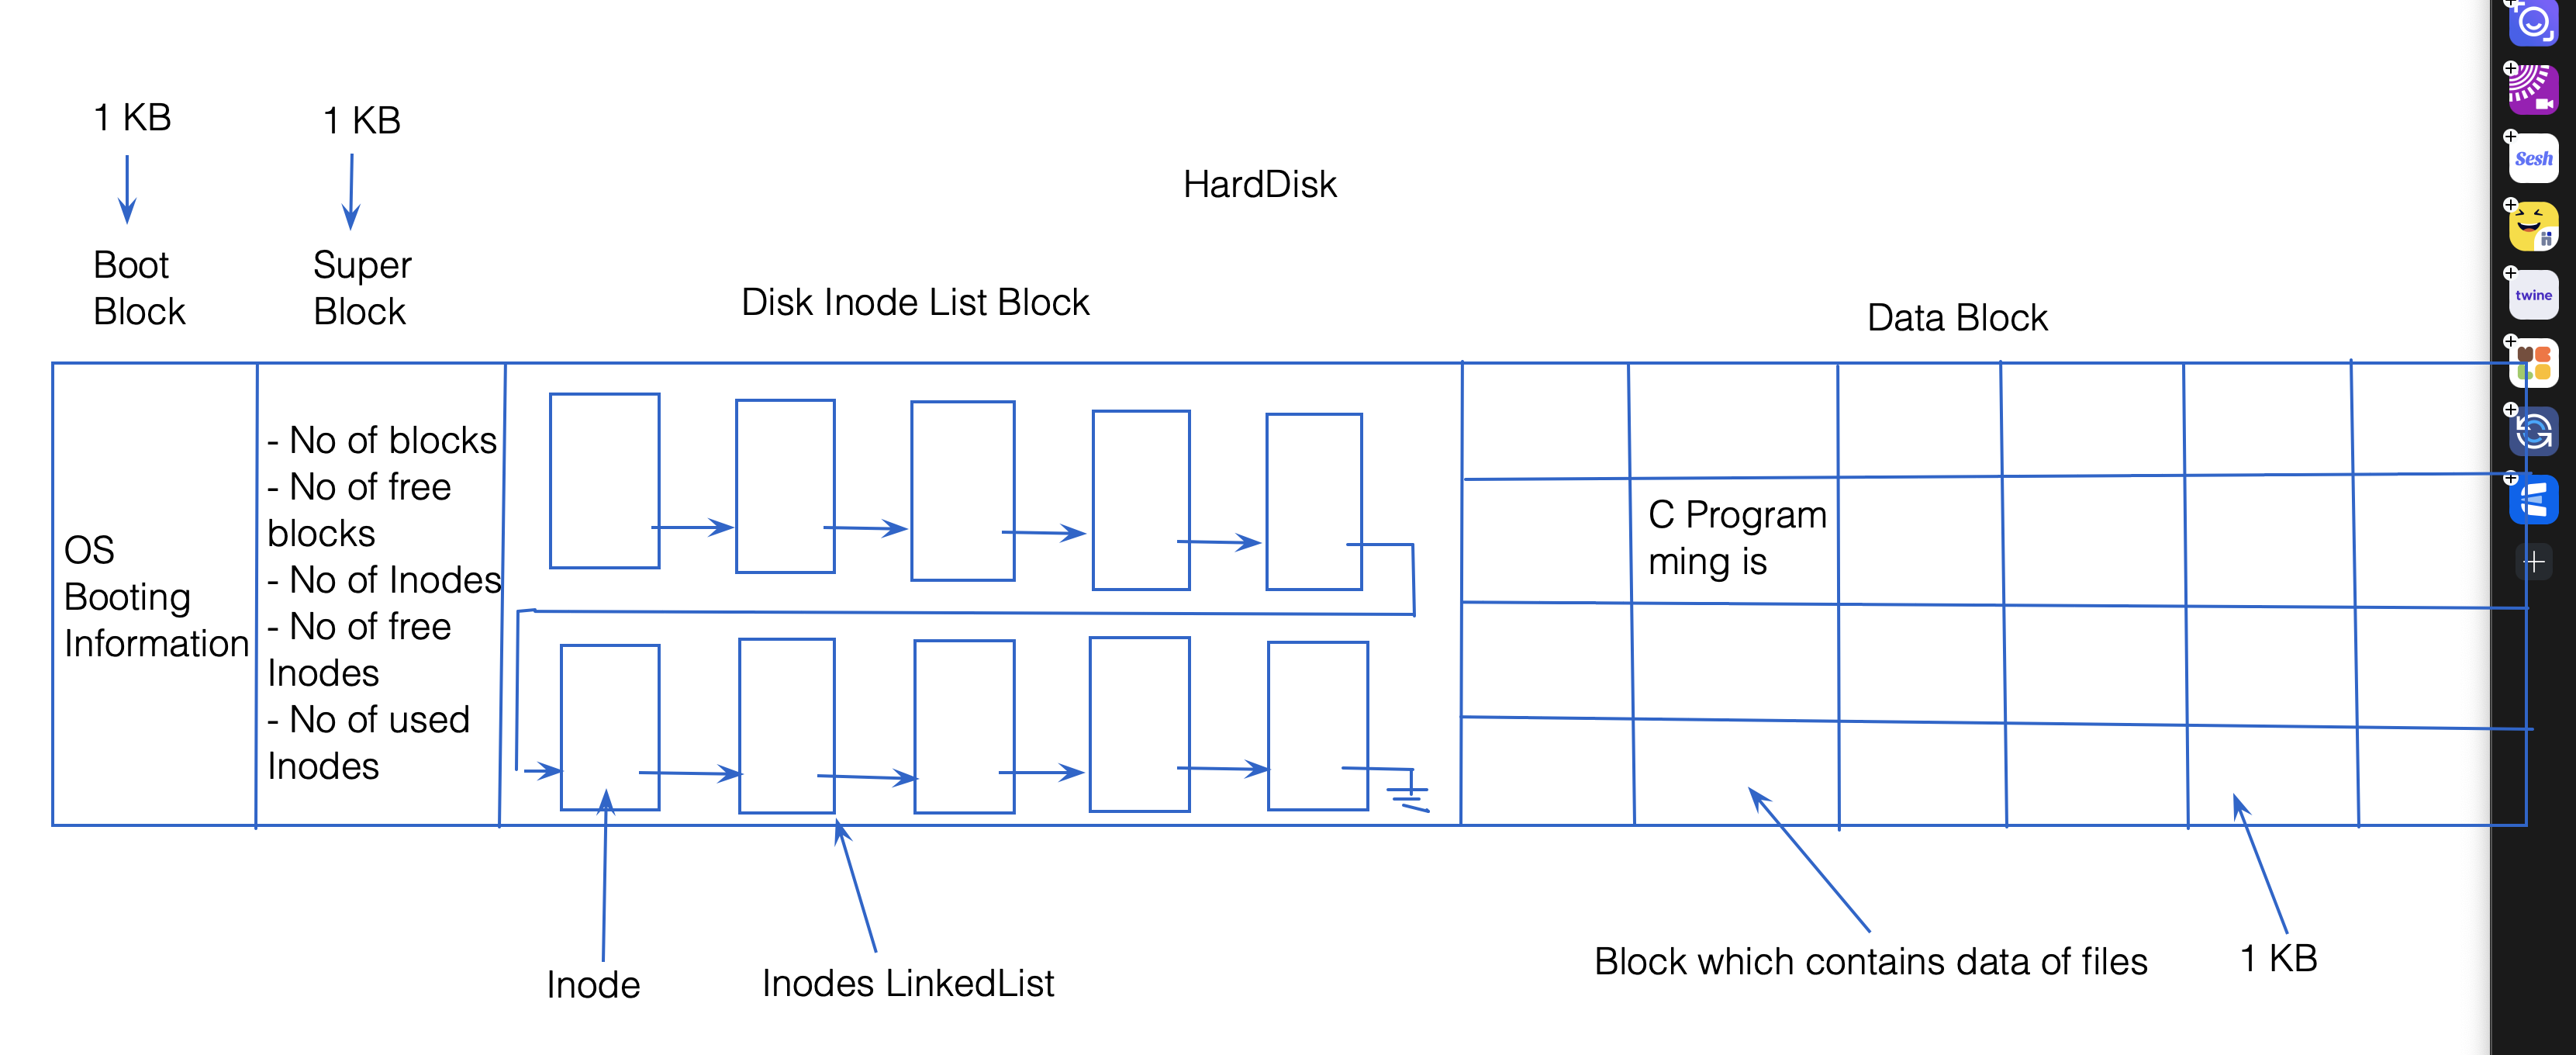 1 KB
1 KB
HardDisk
Boot
Block
Super
Block
Disk Inode List Block
Data Block
OS
Booting
Information
- No of blocks
- No of free
blocks
- No of Inodes
- No of free
Inodes
- No of used
Inodes
C Program
ming is
Inode
Inodes LinkedList
Block which contains data of files
1 KB
Sesh
twine